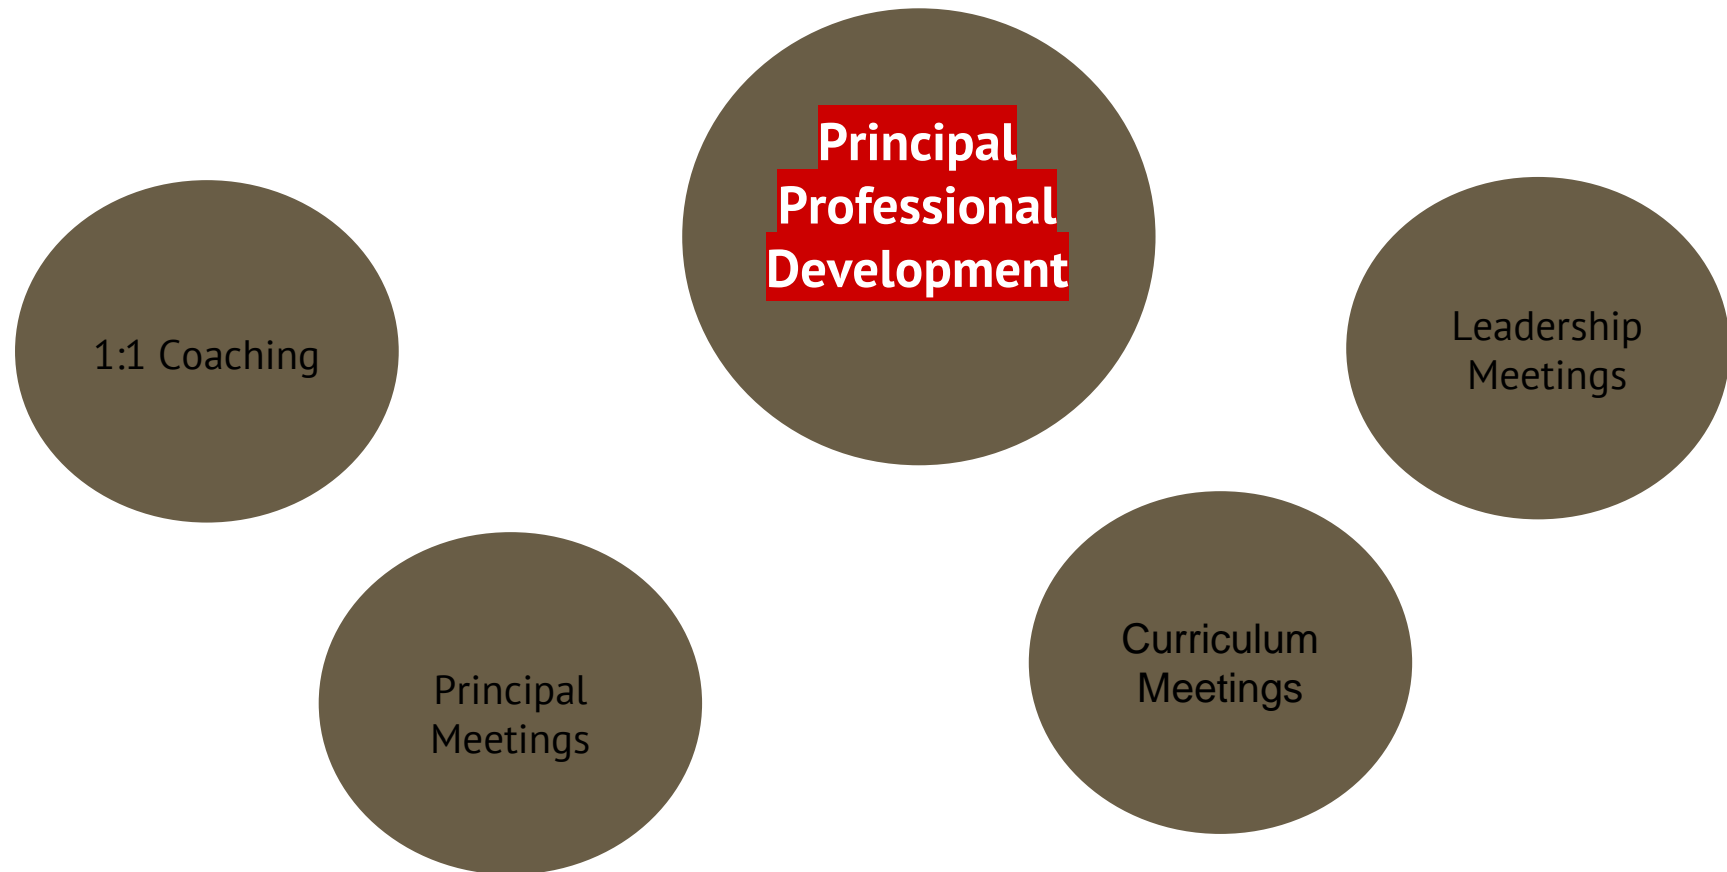 Principal
Professional
Development
1:1 Coaching
Leadership
Meetings
Principal
Meetings
Curriculum
Meetings